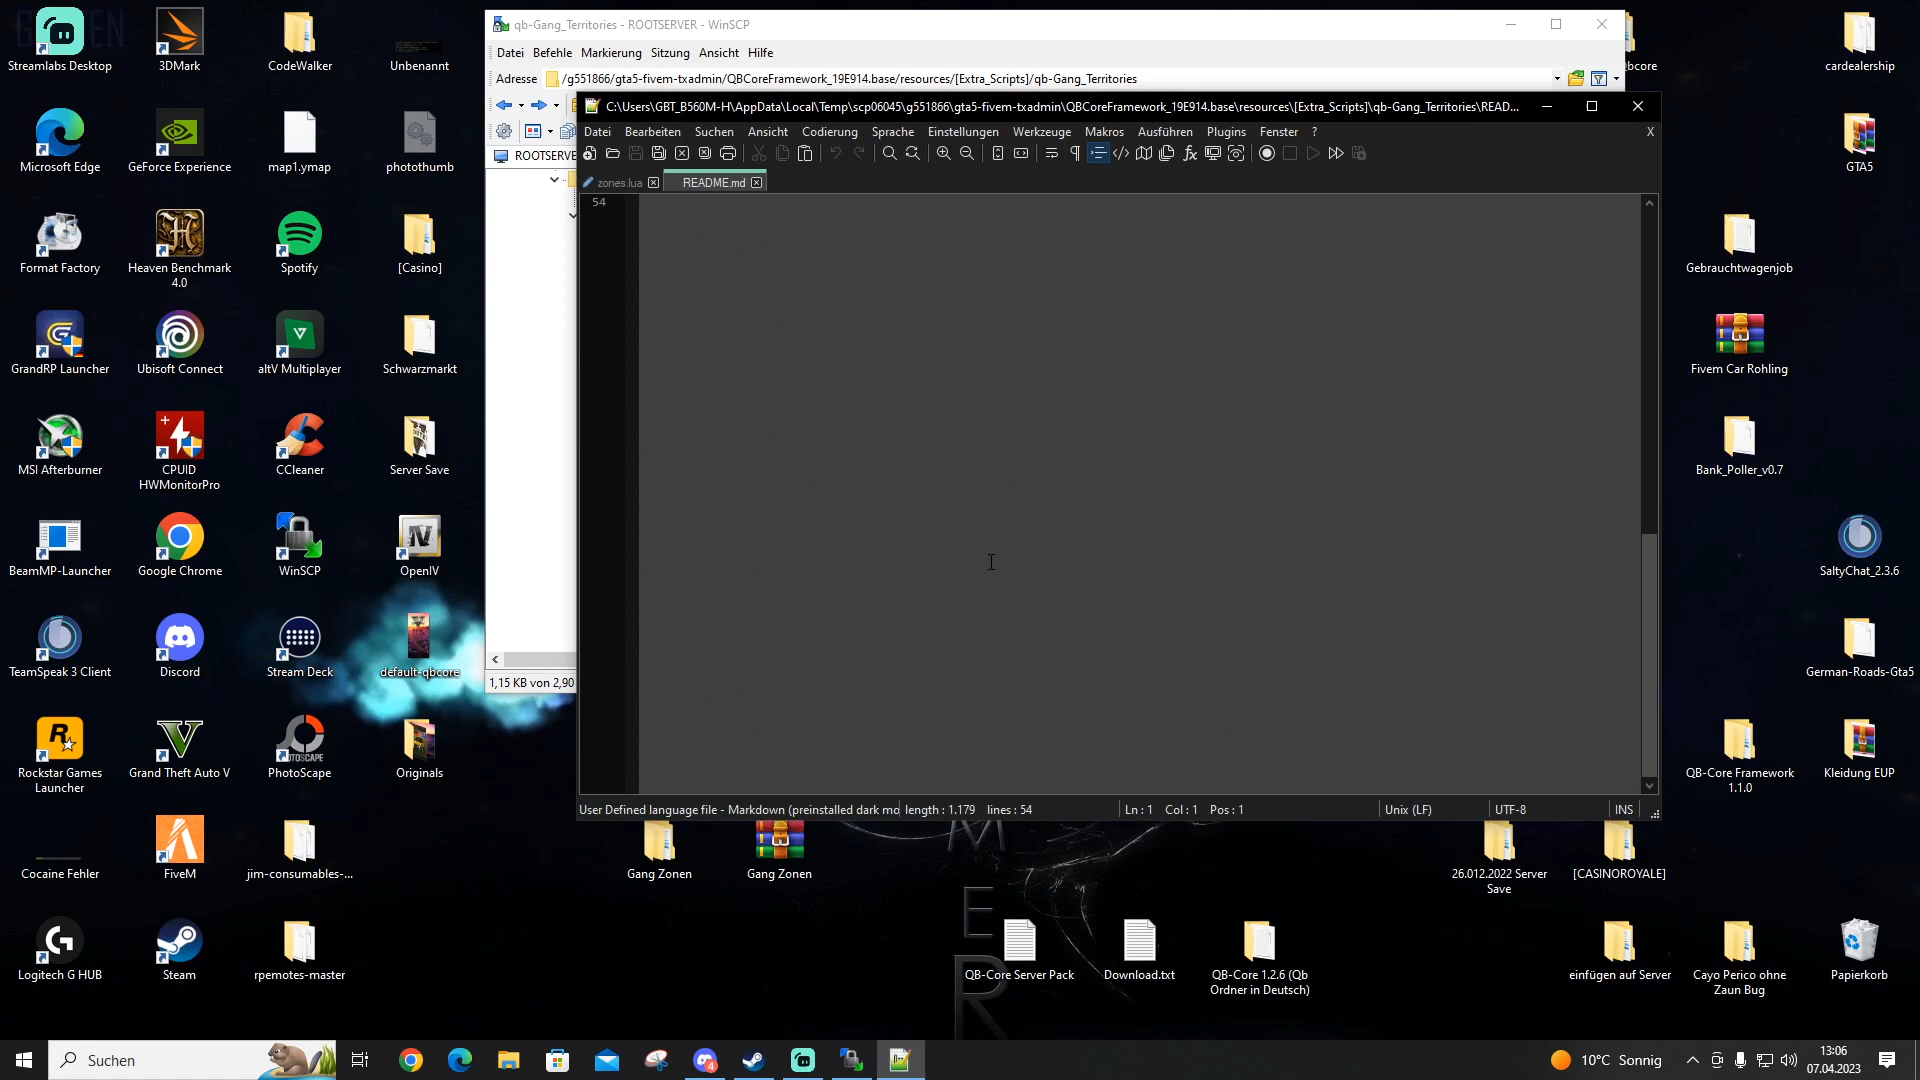 Streamlabs Desktop
3DMark
CodeWalker
Unbenannt
cardealership
Microsoft Edge
GeForce Experience
map1.ymap
photothumb
GTA5
Format Factory
Heaven Benchmark
4.0
Spotify
[Casino]
Gebrauchtwagenjob
GrandRP Launcher
Ubisoft Connect
altV Multiplayer
Schwarzmarkt
Fivem Car Rohling
MSI Afterburner
CPUID
HWMonitorPro
CCleaner
Server Save
Bank_Poller_v0.7
BeamMP-Launcher
Google Chrome
WinSCP
OpenIV
SaltyChat_2.3.6
TeamSpeak 3 Client
Discord
Stream Deck
default-qbcore
German-Roads-Gta5
Rockstar Games
Launcher
Grand Theft Auto V
PhotoScape
Originals
QB-Core Framework
1.1.0
Kleidung EUP
Cocaine Fehler
FiveM
jim-consumables-...
Gang Zonen
Gang Zonen
26.012.2022 Server
Save
[CASINOROYALE]
Logitech G HUB
Steam
rpemotes-master
QB-Core Server Pack
Download.txt
QB-Core 1.2.6 (Qb
Ordner in Deutsch)
einfügen auf Server
Cayo Perico ohne
Zaun Bug
Papierkorb
qb-Gang_Territories - ROOTSERVER - WinSCP
Datei Befehle Markierung Sitzung Ansicht Hilfe
Adresse /g551866/gta5-fivem-txadmin/QBCoreFramework_19E914.base/resources/[Extra_Scripts]/qb-Gang_Territories
ROOTSERVE
1,15 KB von 2,90
C:\Users\GBT_B560M-H\AppData\Local\Temp\scp06045\g551866\gta5-fivem-txadmin\QBCoreFramework_19E914.base\resources\[Extra_Scripts]\qb-Gang_Territories\READ...
Datei Bearbeiten Suchen Ansicht Codierung Sprache Einstellungen Werkzeuge Makros Ausführen Plugins Fenster ? X
zones.lua README.md
54
User Defined language file - Markdown (preinstalled dark mo length : 1.179 lines : 54 Ln : 1 Col : 1 Pos : 1 Unix (LF) UTF-8 INS
M
E
R
Suchen
10°C Sonnig
13:06
07.04.2023